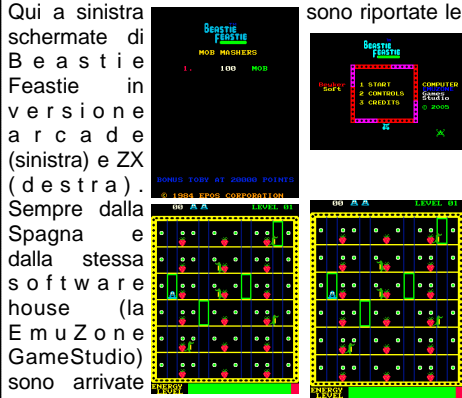 Qui a sinistra sono riportate le
schermate di
Beastie
Feastie in
versione
arcade
(sinistra) e ZX
(destra).
Sempre dalla
Spagna e
dalla stessa
software
house (la
EmuZone
GameStudio)
sono arrivate
BEASTIE
FEASTIE
MOB MASHERS
1. 100 MOB
BONUS TOBY AT 20000 POINTS
© 1984 EPOS CORPORATION
BEASTIE
FEASTIE
1 START
2 CONTROLS
3 CREDITS
Soft
COMPUTER
Games
Studio
© 2005
00 LEVEL 01
ENERGY
LEVEL
00 LEVEL 01
ENERGY
LEVEL